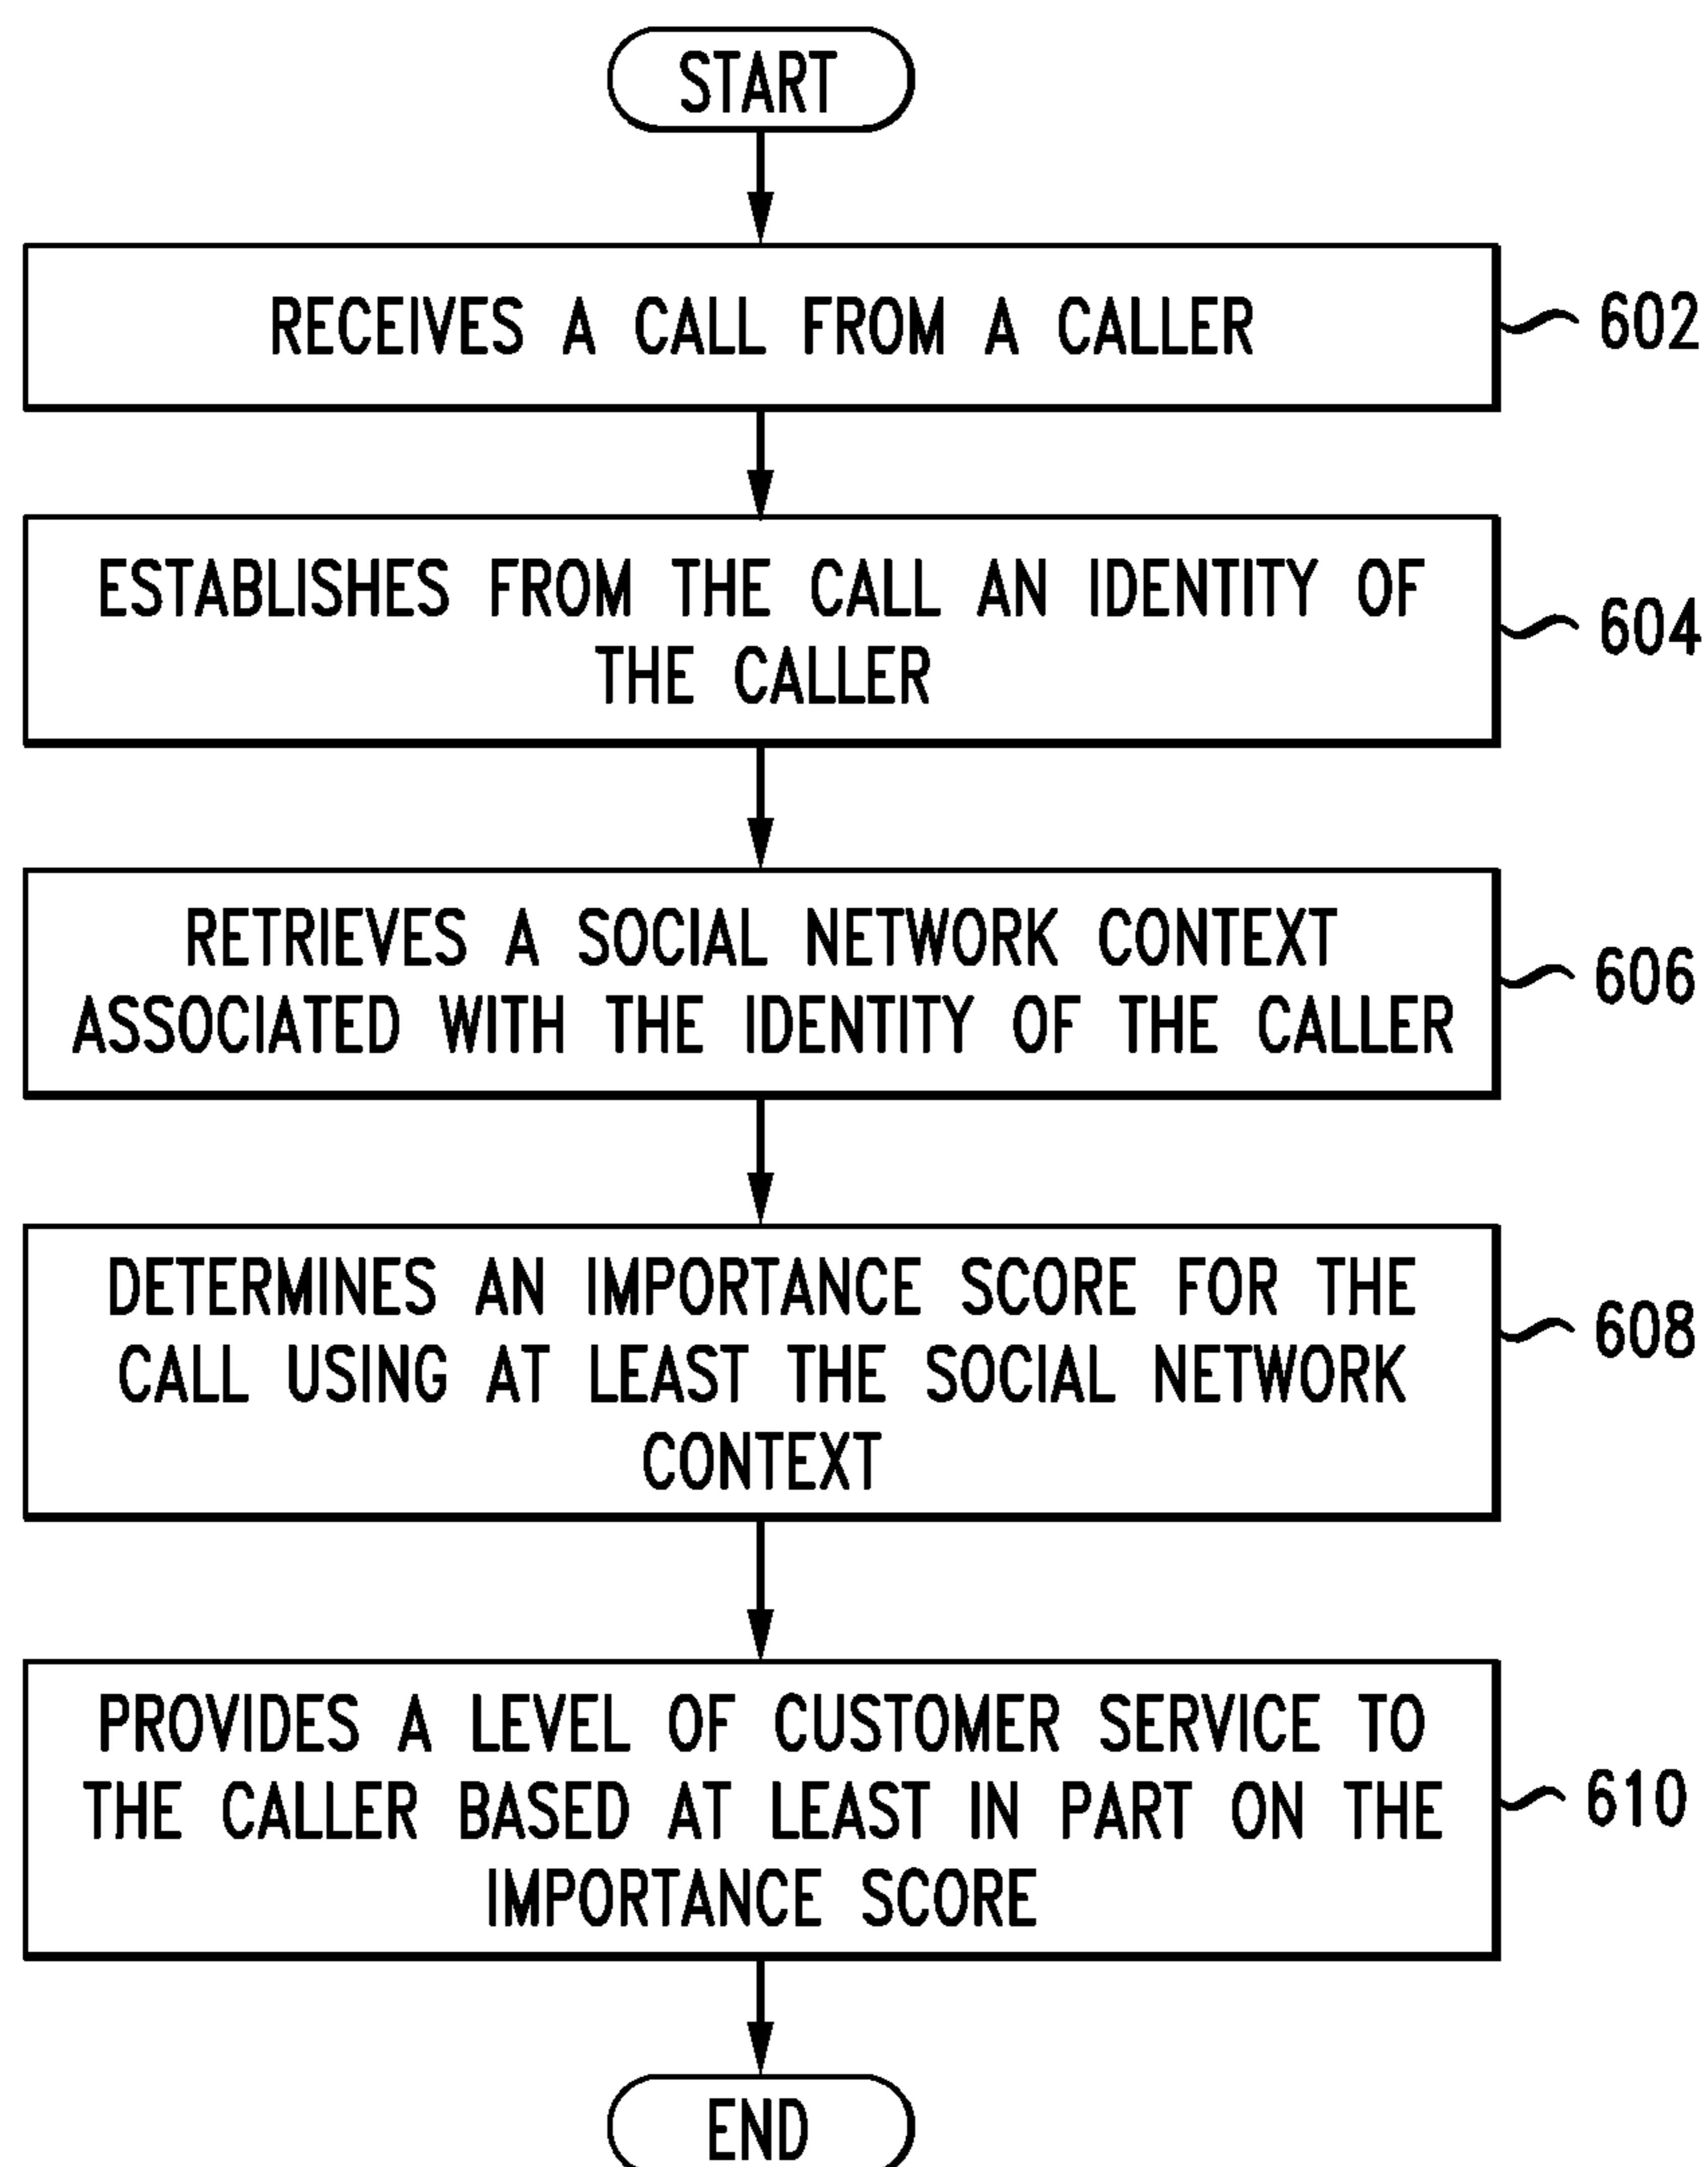 START
RECEIVES A CALL FROM A CALLER
602
ESTABLISHES FROM THE CALL AN IDENTITY OF
THE CALLER
604
RETRIEVES A SOCIAL NETWORK CONTEXT
ASSOCIATED WITH THE IDENTITY OF THE CALLER
606
DETERMINES AN IMPORTANCE SCORE FOR THE
CALL USING AT LEAST THE SOCIAL NETWORK
CONTEXT
608
PROVIDES A LEVEL OF CUSTOMER SERVICE TO
THE CALLER BASED AT LEAST IN PART ON THE
IMPORTANCE SCORE
610
END